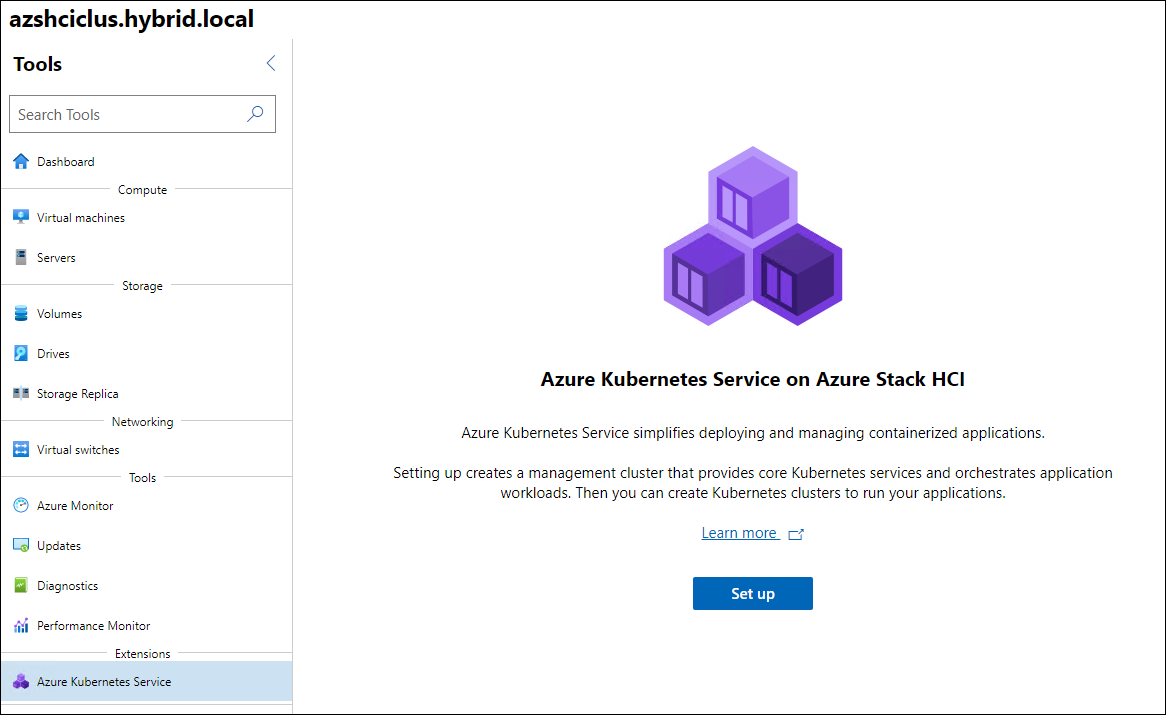 azshciclus.hybrid.local
Tools
Search Tools
Dashboard
Compute
Virtual machines
Servers
Storage
Volumes
Drives
Storage Replica
Networking
Virtual switches
Tools
Azure Monitor
Updates
Diagnostics
Performance Monitor
Extensions
Azure Kubernetes Service
Azure Kubernetes Service on Azure Stack HCI
Azure Kubernetes Service simplifies deploying and managing containerized applications.
Setting up creates a management cluster that provides core Kubernetes services and orchestrates application
workloads. Then you can create Kubernetes clusters to run your applications.
Learn more
Set up